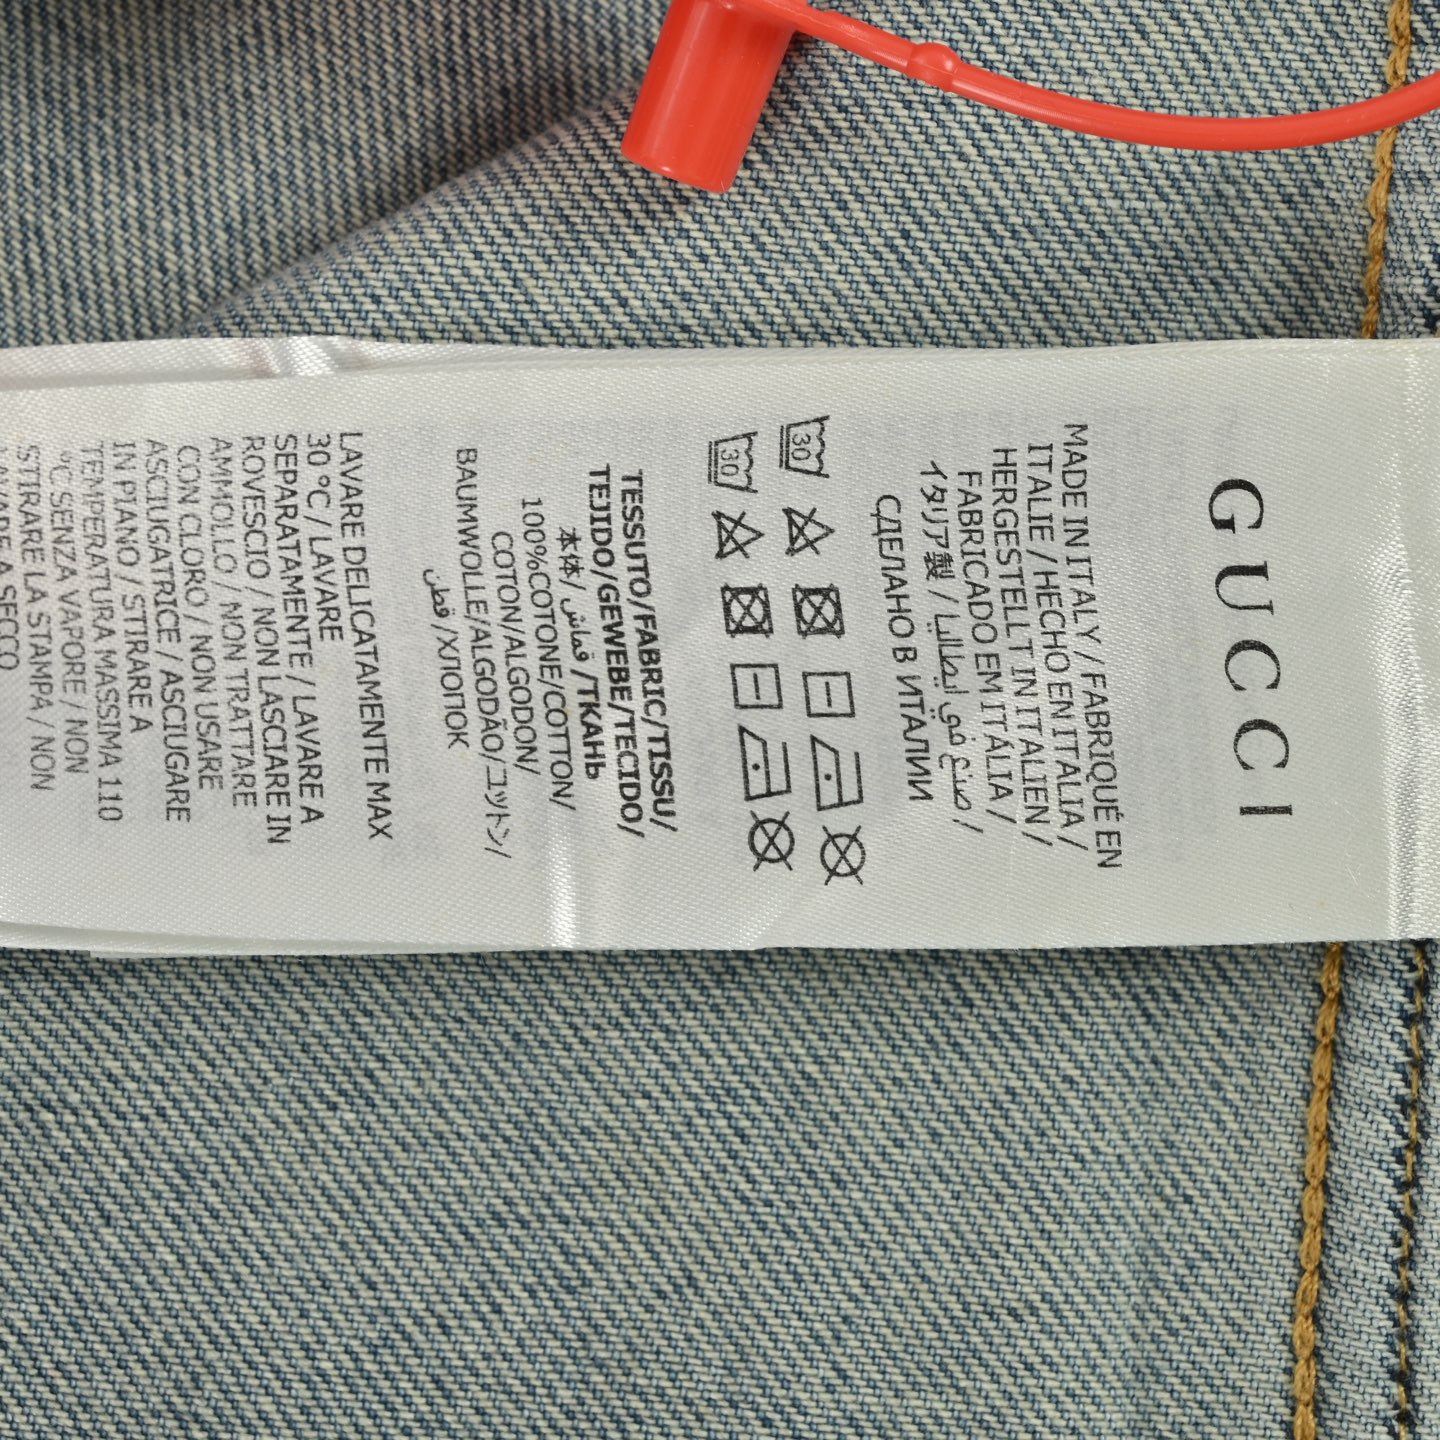 GUCCI
MADE IN ITALY / FABRIQUÉ EN
ITALIE / HECHO EN ITALIA /
HERGESTELLT IN ITALIEN /
FABRICADO EM ITÁLIA /
イタリア製 / صنع في إيطاليا /
СДЕЛАНО В ИТАЛИИ
30
30
TESSUTO/FABRIC/TISSU/
TEJIDO/GEWEBE/TECIDO/
本体/ قماش /ТКАНЬ
100%COTONE/COTTON/
COTON/ALGODON/
BAUMWOLLE/ALGODÃO/コットン/
قطن /ХЛОПОК
LAVARE DELICATAMENTE MAX
30 °C / LAVARE
SEPARATAMENTE / LAVARE A
ROVESCIO / NON LASCIARE IN
AMMOLLO / NON TRATTARE
CON CLORO / NON USARE
ASCIUGATRICE / ASCIUGARE
IN PIANO / STIRARE A
TEMPERATURA MASSIMA 110
°C SENZA VAPORE / NON
STIRARE LA STAMPA / NON
LAVARE A SECCO